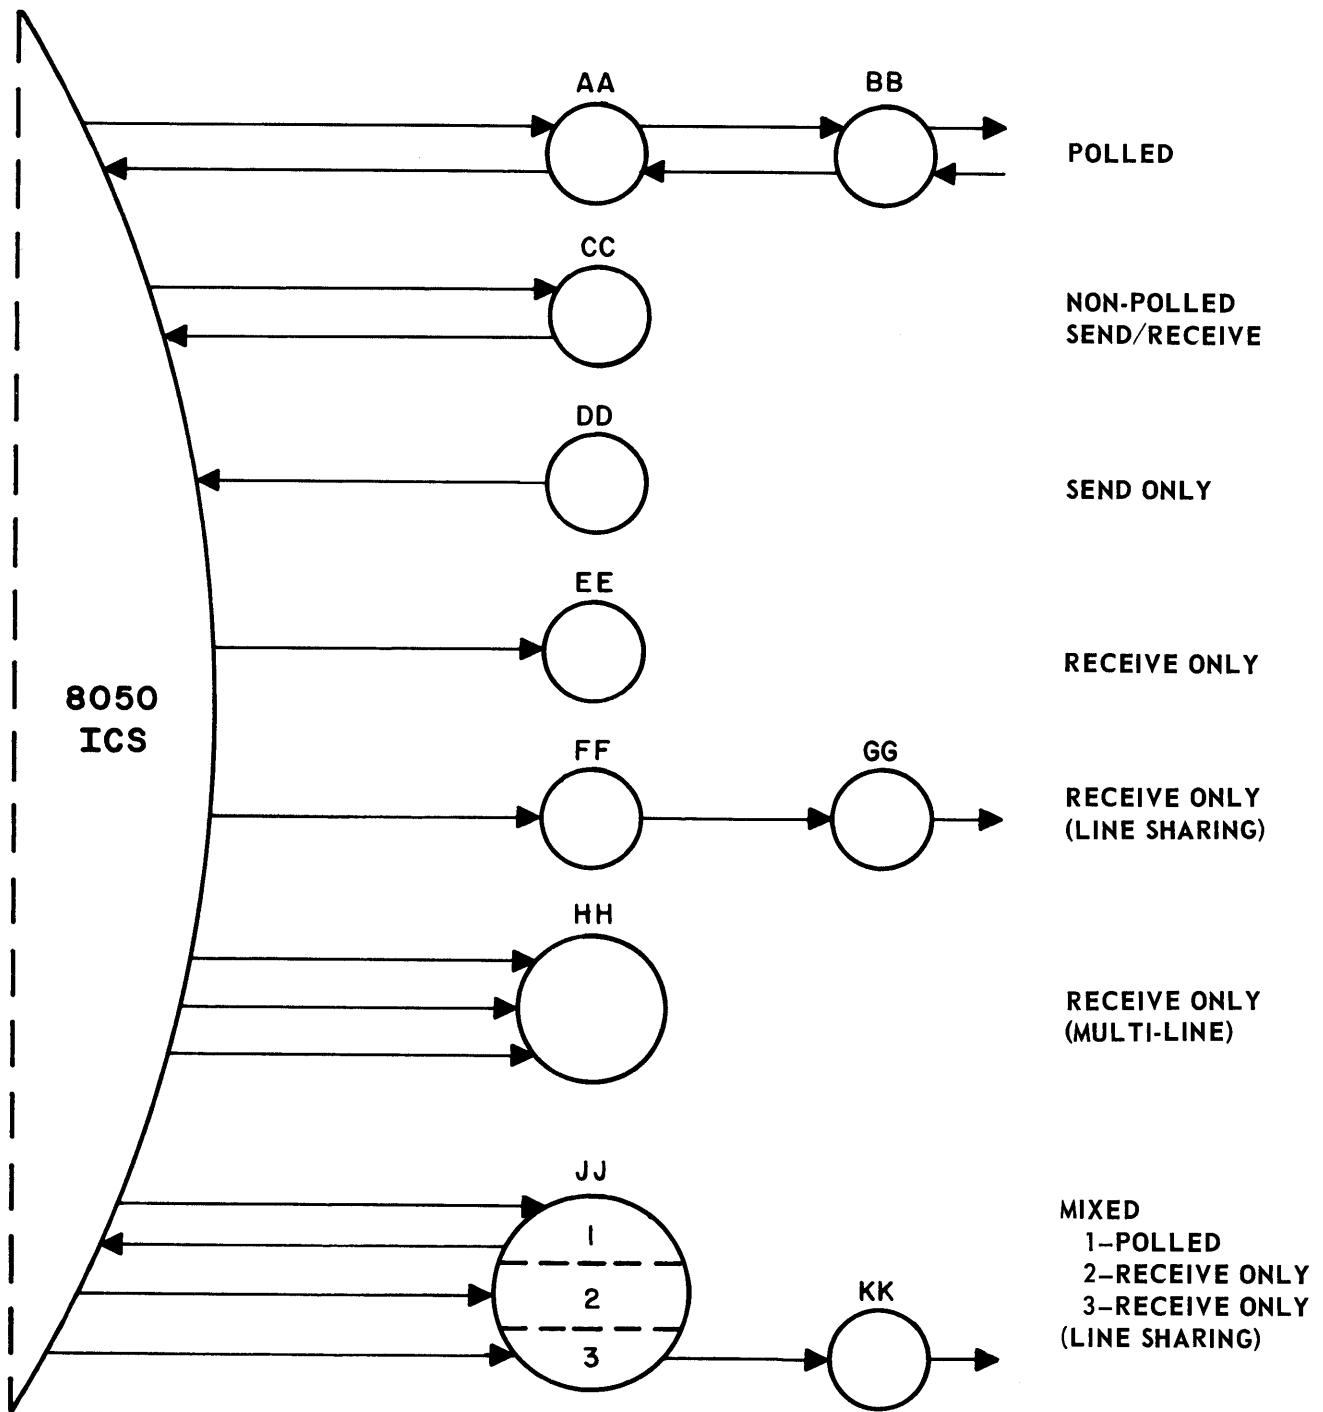 AA
BB
POLLED
CC
NON-POLLED
SEND/RECEIVE
DD
SEND ONLY
EE
RECEIVE ONLY
8050
ICS
FF
GG
RECEIVE ONLY
(LINE SHARING)
HH
RECEIVE ONLY
(MULTI-LINE)
JJ
1
2
3
KK
MIXED
1-POLLED
2-RECEIVE ONLY
3-RECEIVE ONLY
(LINE SHARING)